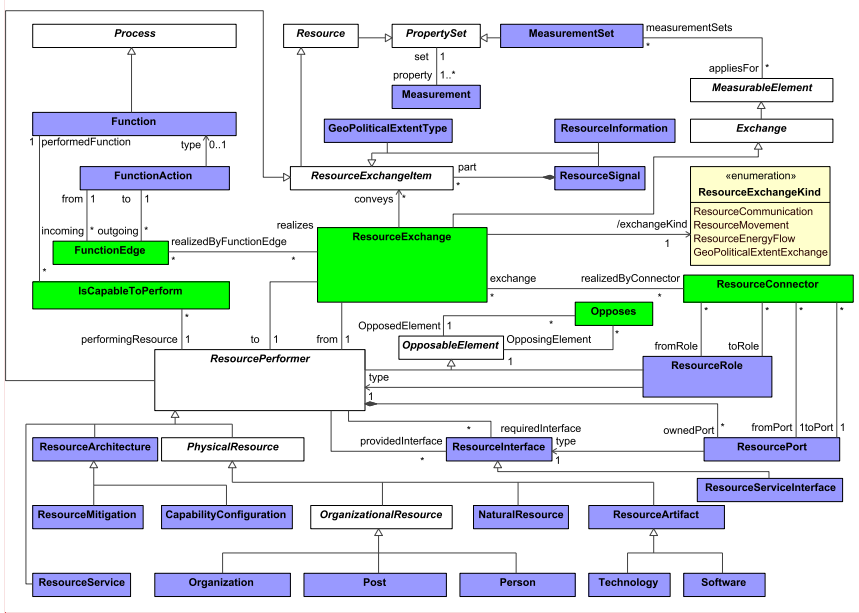 Process
Resource
PropertySet
MeasurementSet
measurementSets
*
set 1
property 1..*
appliesFor *
Measurement
MeasurableElement
Function
GeoPoliticalExtentType
ResourceInformation
Exchange
1 performedFunction
type 0..1
FunctionAction
ResourceExchangeItem
part
*
ResourceSignal
«enumeration»
ResourceExchangeKind
ResourceCommunication
ResourceMovement
ResourceEnergyFlow
GeoPoliticalExtentExchange
from 1
to 1
conveys *
incoming *
outgoing *
realizes
/exchangeKind
1
FunctionEdge
realizedByFunctionEdge
*
*
ResourceExchange
*
IsCapableToPerform
exchange
*
realizedByConnector
*
ResourceConnector
*
performingResource 1
to 1
from 1
OpposedElement 1
*
Opposes
*
OpposingElement
1
OpposableElement
*
*
*
*
fromRole
toRole
ResourcePerformer
ResourceRole
type
1
requiredInterface
*
providedInterface
*
ResourceInterface
type
1
ownedPort *
fromPort 1
toPort 1
ResourcePort
ResourceArchitecture
PhysicalResource
ResourceServiceInterface
ResourceMitigation
CapabilityConfiguration
OrganizationalResource
NaturalResource
ResourceArtifact
ResourceService
Organization
Post
Person
Technology
Software